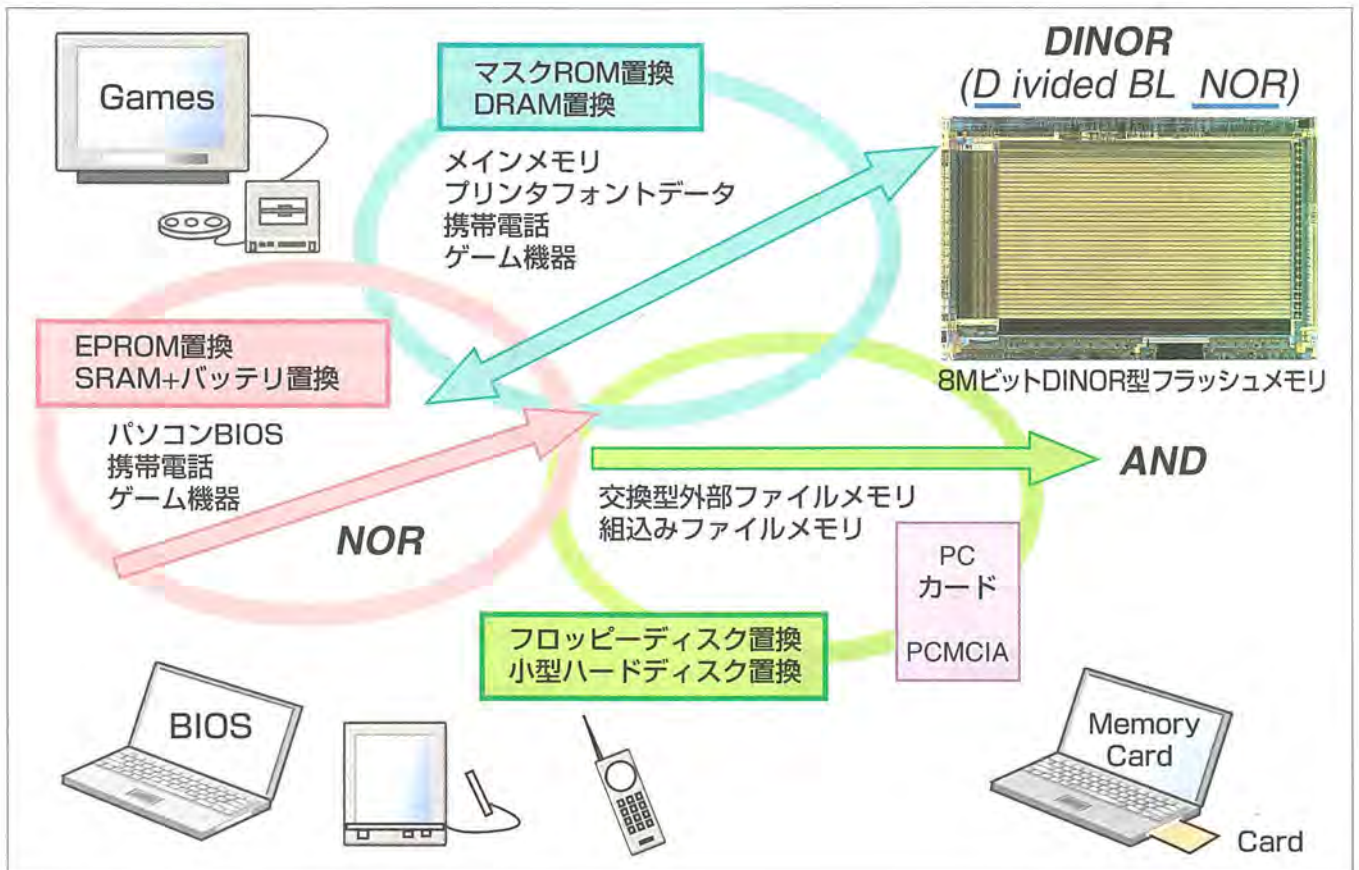 Games
マスクROM置換
DRAM置換
メインメモリ
プリンタフォントデータ
携帯電話
ゲーム機器
DINOR
(D ivided BL NOR)
8MビットDINOR型フラッシュメモリ
EPROM置換
SRAM+バッテリ置換
パソコンBIOS
携帯電話
ゲーム機器
NOR
AND
交換型外部ファイルメモリ
組込みファイルメモリ
PC
カード
PCMCIA
フロッピーディスク置換
小型ハードディスク置換
BIOS
Memory
Card
Card